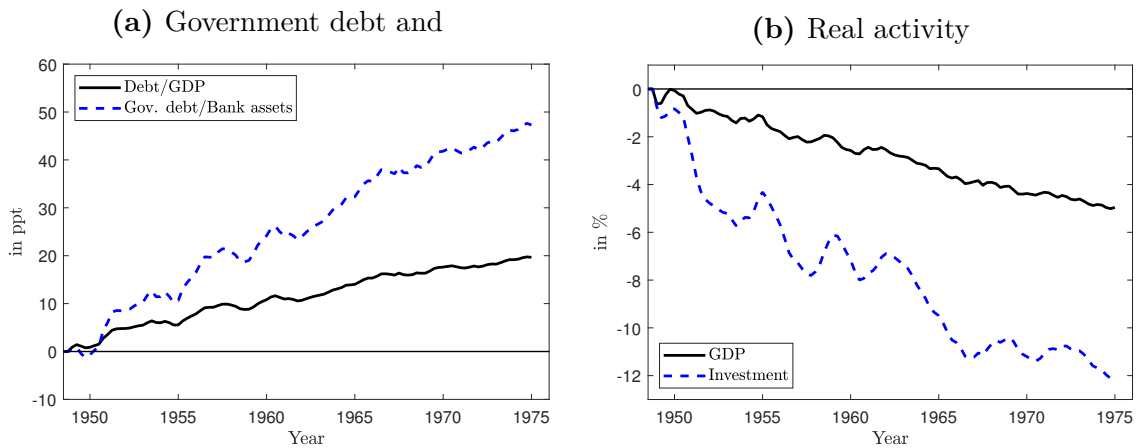 (a) Government debt and
60
50
40
30
20
10
0
-10
in ppt
Debt/GDP
Gov. debt/Bank assets
1950 1955 1960 1965 1970 1975
Year
(b) Real activity
0
-2
-4
-6
-8
-10
-12
in %
GDP
Investment
1950 1955 1960 1965 1970 1975
Year